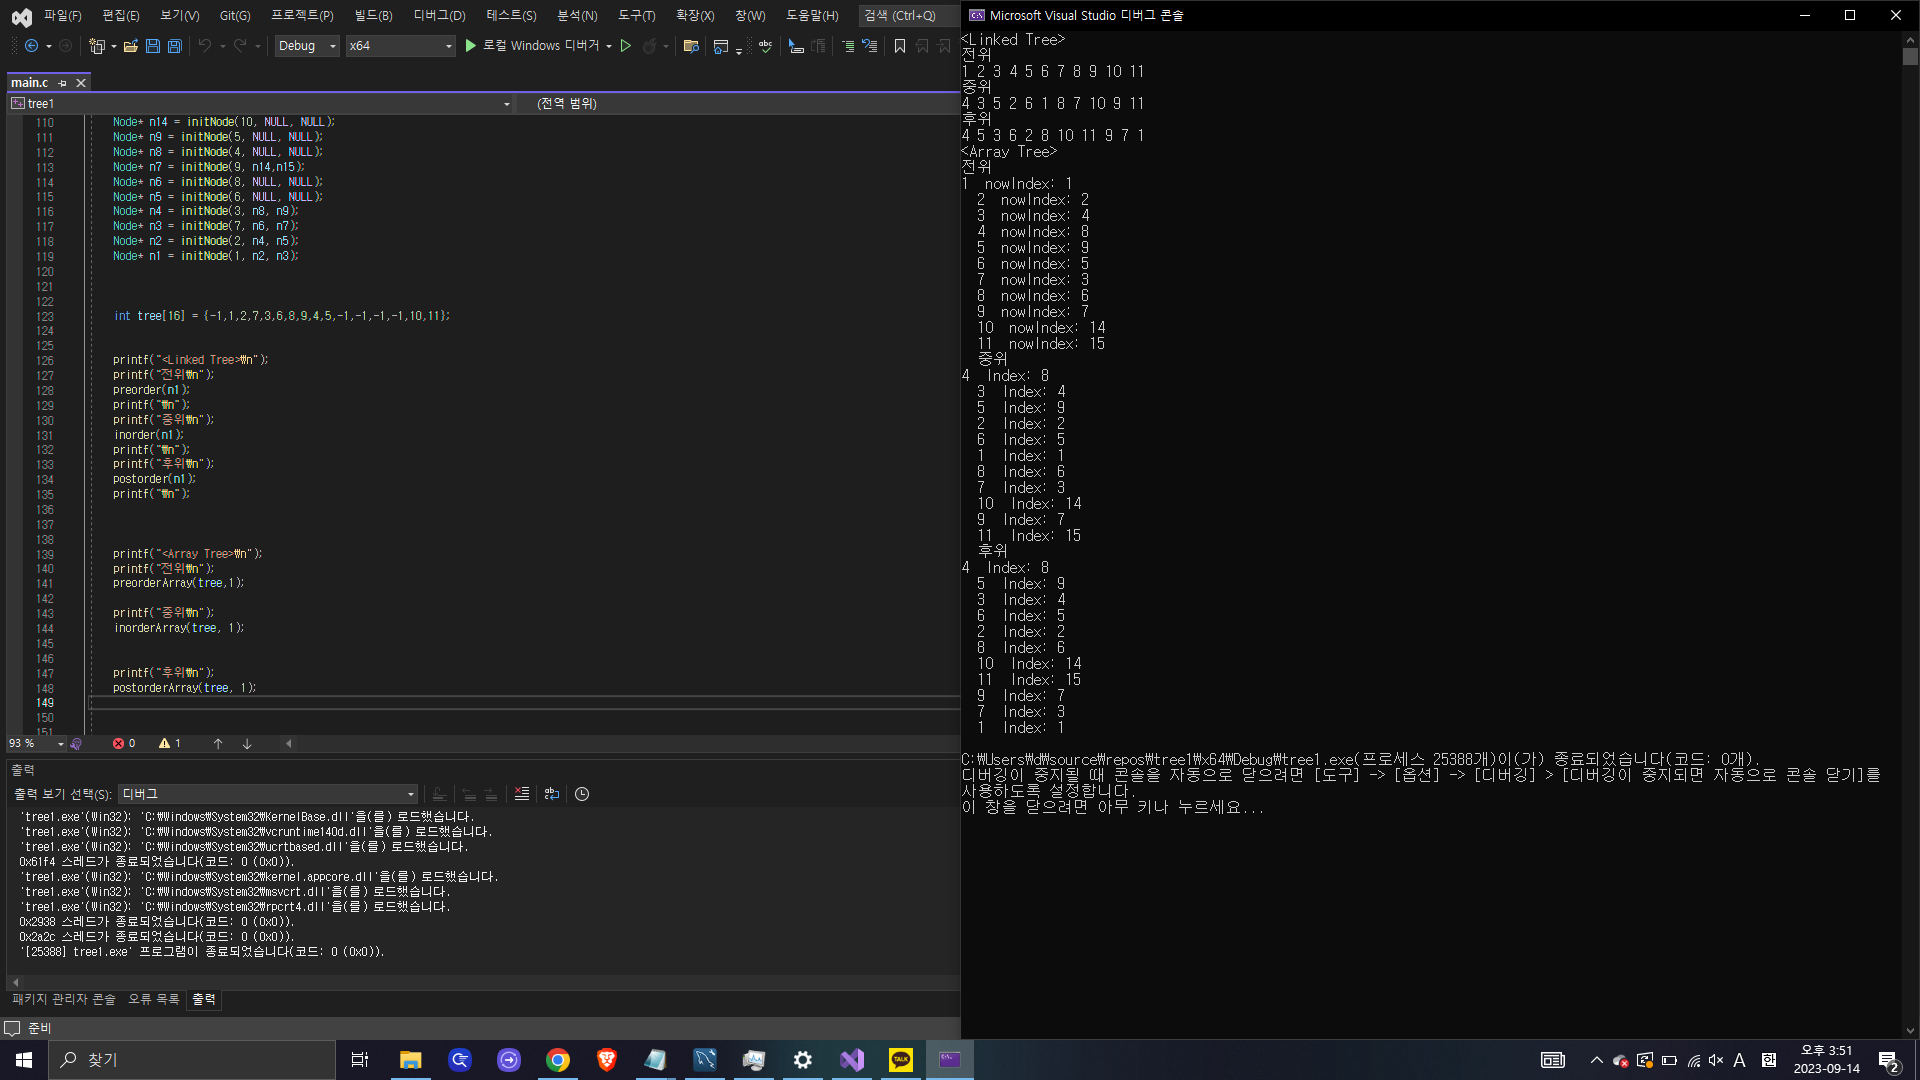 파일(F) 편집(E) 보기(V) Git(G) 프로젝트(P) 빌드(B) 디버그(D) 테스트(S) 분석(N) 도구(T) 확장(X) 창(W) 도움말(H) 검색 (Ctrl+Q)
Debug x64 로컬 Windows 디버거
main.c
tree1 (전역 범위)
110 Node* n14 = initNode(10, NULL, NULL);
111 Node* n9 = initNode(5, NULL, NULL);
112 Node* n8 = initNode(4, NULL, NULL);
113 Node* n7 = initNode(9, n14,n15);
114 Node* n6 = initNode(8, NULL, NULL);
115 Node* n5 = initNode(6, NULL, NULL);
116 Node* n4 = initNode(3, n8, n9);
117 Node* n3 = initNode(7, n6, n7);
118 Node* n2 = initNode(2, n4, n5);
119 Node* n1 = initNode(1, n2, n3);
120
121
122
123 int tree[16] = {-1,1,2,7,3,6,8,9,4,5,-1,-1,-1,-1,10,11};
124
125
126 printf("<Linked Tree>₩n");
127 printf("전위₩n");
128 preorder(n1);
129 printf("₩n");
130 printf("중위₩n");
131 inorder(n1);
132 printf("₩n");
133 printf("후위₩n");
134 postorder(n1);
135 printf("₩n");
136
137
138
139 printf("<Array Tree>₩n");
140 printf("전위₩n");
141 preorderArray(tree,1);
142
143 printf("중위₩n");
144 inorderArray(tree, 1);
145
146
147 printf("후위₩n");
148 postorderArray(tree, 1);
149
150
151
93 % 0 1
출력
출력 보기 선택(S): 디버그
'tree1.exe'(Win32): 'C:₩Windows₩System32₩KernelBase.dll'을(를) 로드했습니다.
'tree1.exe'(Win32): 'C:₩Windows₩System32₩vcruntime140d.dll'을(를) 로드했습니다.
'tree1.exe'(Win32): 'C:₩Windows₩System32₩ucrtbased.dll'을(를) 로드했습니다.
0x61f4 스레드가 종료되었습니다(코드: 0 (0x0)).
'tree1.exe'(Win32): 'C:₩Windows₩System32₩kernel.appcore.dll'을(를) 로드했습니다.
'tree1.exe'(Win32): 'C:₩Windows₩System32₩msvcrt.dll'을(를) 로드했습니다.
'tree1.exe'(Win32): 'C:₩Windows₩System32₩rpcrt4.dll'을(를) 로드했습니다.
0x2938 스레드가 종료되었습니다(코드: 0 (0x0)).
0x2a2c 스레드가 종료되었습니다(코드: 0 (0x0)).
'[25388] tree1.exe' 프로그램이 종료되었습니다(코드: 0 (0x0)).
패키지 관리자 콘솔 오류 목록 출력
준비
Microsoft Visual Studio 디버그 콘솔
<Linked Tree>
전위
1 2 3 4 5 6 7 8 9 10 11
중위
4 3 5 2 6 1 8 7 10 9 11
후위
4 5 3 6 2 8 10 11 9 7 1
<Array Tree>
전위
1 nowIndex: 1
2 nowIndex: 2
3 nowIndex: 4
4 nowIndex: 8
5 nowIndex: 9
6 nowIndex: 5
7 nowIndex: 3
8 nowIndex: 6
9 nowIndex: 7
10 nowIndex: 14
11 nowIndex: 15
중위
4 Index: 8
3 Index: 4
5 Index: 9
2 Index: 2
6 Index: 5
1 Index: 1
8 Index: 6
7 Index: 3
10 Index: 14
9 Index: 7
11 Index: 15
후위
4 Index: 8
5 Index: 9
3 Index: 4
6 Index: 5
2 Index: 2
8 Index: 6
10 Index: 14
11 Index: 15
9 Index: 7
7 Index: 3
1 Index: 1
C:₩Users₩d₩source₩repos₩tree1₩x64₩Debug₩tree1.exe(프로세스 25388개)이(가) 종료되었습니다(코드: 0개).
디버깅이 중지될 때 콘솔을 자동으로 닫으려면 [도구] -> [옵션] -> [디버깅] > [디버깅이 중지되면 자동으로 콘솔 닫기]를
사용하도록 설정합니다.
이 창을 닫으려면 아무 키나 누르세요...
찾기
TALK
A 한
오후 3:51
2023-09-14
2